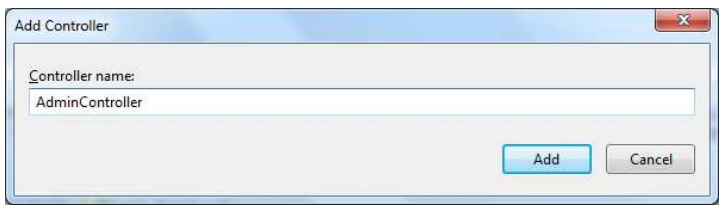 Add Controller
Controller name:
AdminController
Add
Cancel